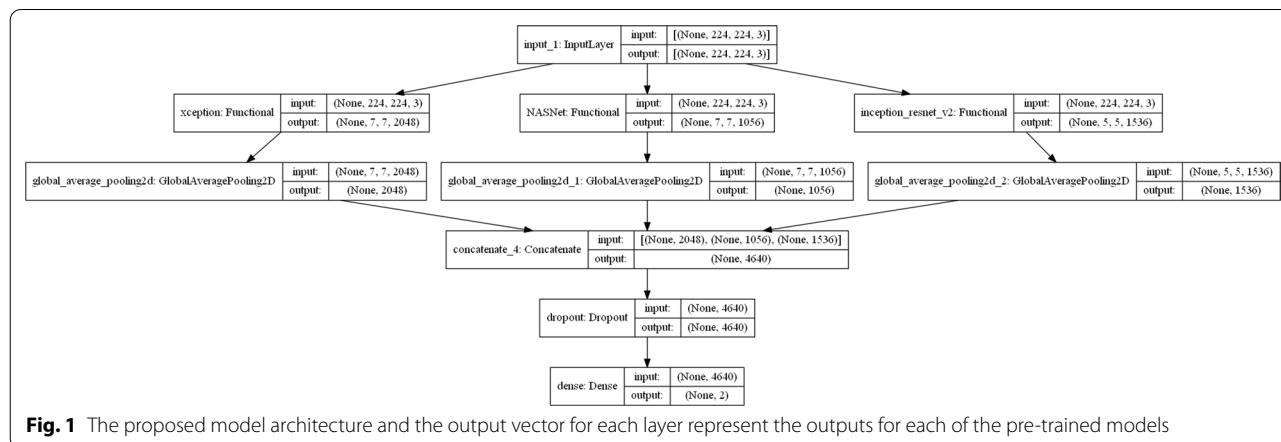 input_1: InputLayer input: [(None, 224, 224, 3)]
output: [(None, 224, 224, 3)]
xception: Functional input: (None, 224, 224, 3)
output: (None, 7, 7, 2048)
NASNet: Functional input: (None, 224, 224, 3)
output: (None, 7, 7, 1056)
inception_resnet_v2: Functional input: (None, 224, 224, 3)
output: (None, 5, 5, 1536)
global_average_pooling2d: GlobalAveragePooling2D input: (None, 7, 7, 2048)
output: (None, 2048)
global_average_pooling2d_1: GlobalAveragePooling2D input: (None, 7, 7, 1056)
output: (None, 1056)
global_average_pooling2d_2: GlobalAveragePooling2D input: (None, 5, 5, 1536)
output: (None, 1536)
concatenate_4: Concatenate input: [(None, 2048), (None, 1056), (None, 1536)]
output: (None, 4640)
dropout: Dropout input: (None, 4640)
output: (None, 4640)
dense: Dense input: (None, 4640)
output: (None, 2)
Fig. 1 The proposed model architecture and the output vector for each layer represent the outputs for each of the pre-trained models